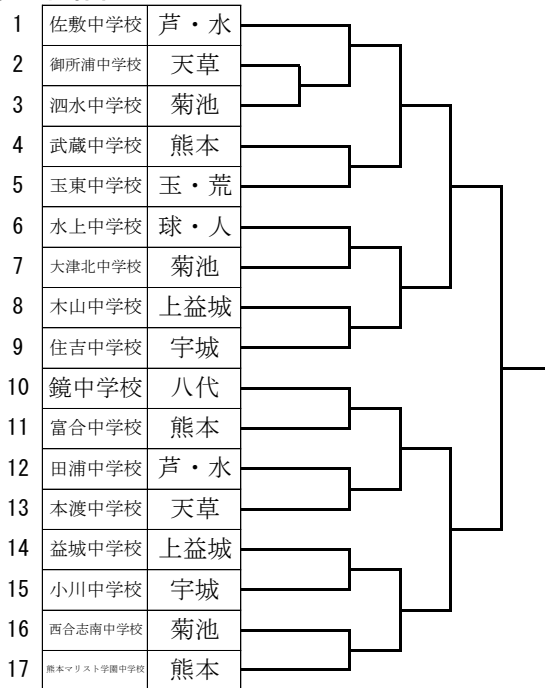 1 佐敷中学校 芦・水
2 御所浦中学校 天草
3 泗水中学校 菊池
4 武蔵中学校 熊本
5 玉東中学校 玉・荒
6 水上中学校 球・人
7 大津北中学校 菊池
8 木山中学校 上益城
9 住吉中学校 宇城
10 鏡中学校 八代
11 富合中学校 熊本
12 田浦中学校 芦・水
13 本渡中学校 天草
14 益城中学校 上益城
15 小川中学校 宇城
16 西合志南中学校 菊池
17 熊本マリスト学園中学校 熊本